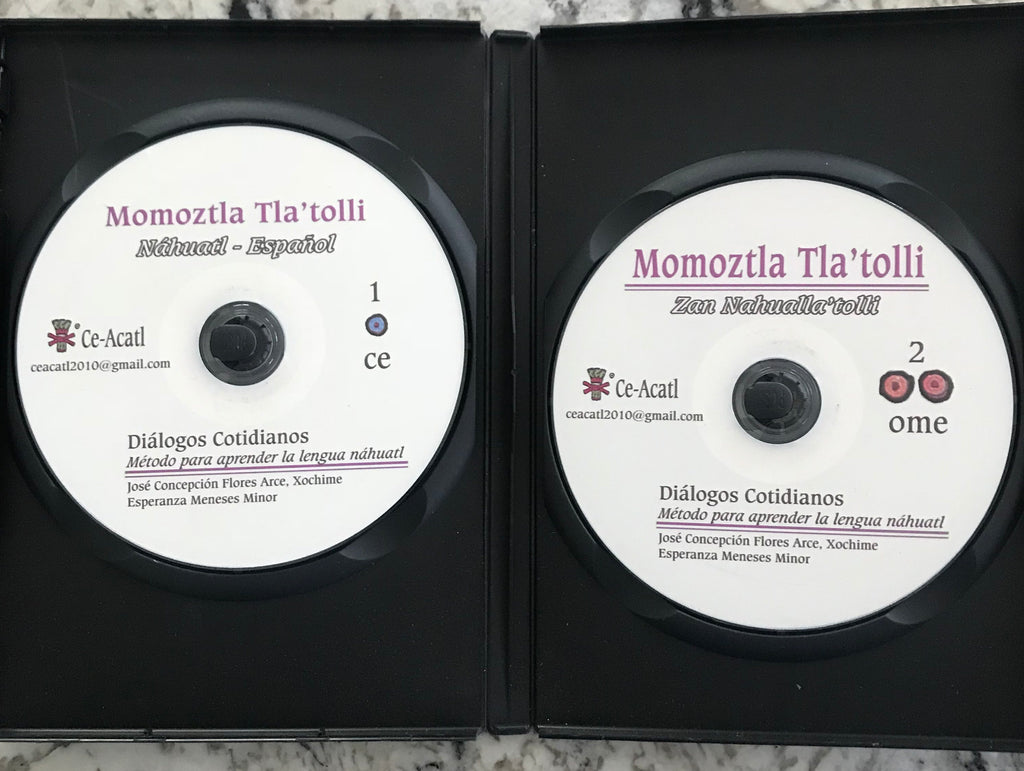 Momoztla Tla'tolli
Náhuatl - Español
1
ce
Ce-Acatl
ceacatl2010@gmail.com
Diálogos Cotidianos
Método para aprender la lengua náhuatl
José Concepción Flores Arce, Xochime
Esperanza Meneses Minor
Momoztla Tla'tolli
Zan Nahualla'tolli
2
ome
Ce-Acatl
ceacatl2010@gmail.com
Diálogos Cotidianos
Método para aprender la lengua náhuatl
José Concepción Flores Arce, Xochime
Esperanza Meneses Minor